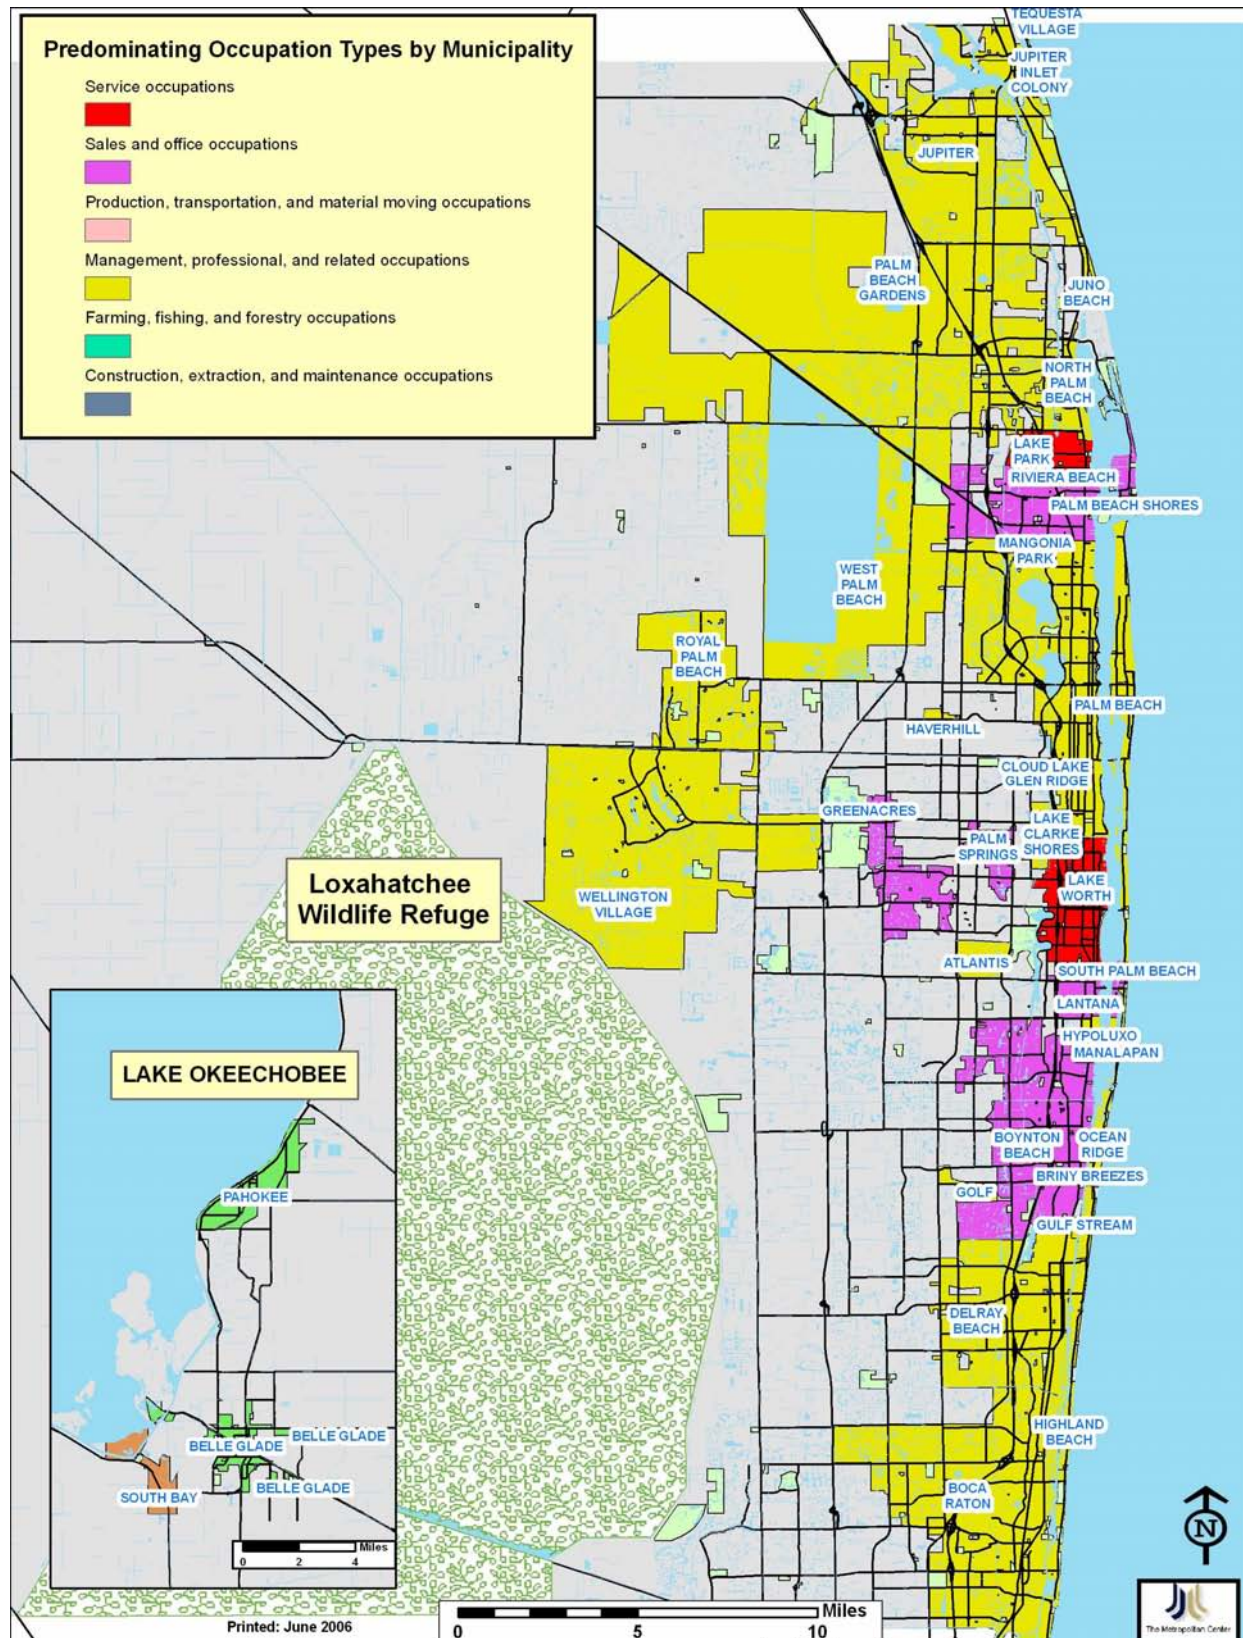 Predominating Occupation Types by Municipality
Service occupations
Sales and office occupations
Production, transportation, and material moving occupations
Management, professional, and related occupations
Farming, fishing, and forestry occupations
Construction, extraction, and maintenance occupations
TEQUESTA
VILLAGE
JUPITER
INLET
COLONY
JUPITER
PALM
BEACH
GARDENS
JUNO
BEACH
NORTH
PALM
BEACH
LAKE
PARK
RIVIERA BEACH
PALM BEACH SHORES
MANGONIA
PARK
WEST
PALM
BEACH
ROYAL
PALM
BEACH
PALM BEACH
HAVERHILL
CLOUD LAKE
GLEN RIDGE
GREENACRES
LAKE
CLARKE
SHORES
PALM
SPRINGS
LAKE
WORTH
WELLINGTON
VILLAGE
Loxahatchee
Wildlife Refuge
ATLANTIS
SOUTH PALM BEACH
LANTANA
HYPOLUXO
MANALAPAN
BOYNTON
BEACH
OCEAN
RIDGE
BRINY BREEZES
GOLF
GULF STREAM
DELRAY
BEACH
HIGHLAND
BEACH
BOCA
RATON
LAKE OKEECHOBEE
PAHOKEE
BELLE GLADE
BELLE GLADE
BELLE GLADE
SOUTH BAY
Miles
0 2 4
N
Printed: June 2006
Miles
0 5 10
The Metropolitan Center